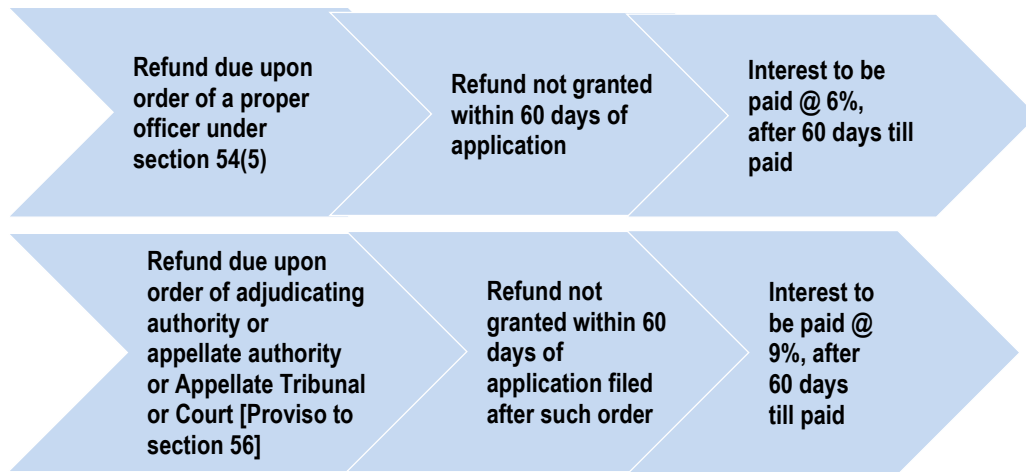 Refund due upon
order of a proper
officer under
section 54(5)
Refund not granted
within 60 days of
application
Interest to be
paid @ 6%,
after 60 days till
paid
Refund due upon
order of adjudicating
authority or
appellate authority
or Appellate Tribunal
or Court [Proviso to
section 56]
Refund not
granted within 60
days of
application filed
after such order
Interest to
be paid @
9%, after
60 days
till paid